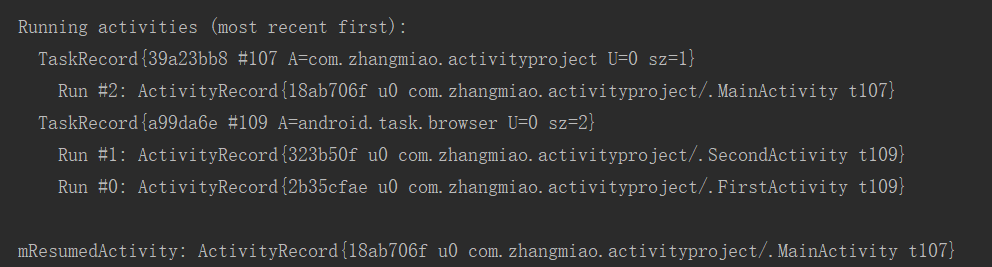 Running activities (most recent first):
TaskRecord{39a23bb8 #107 A=com.zhangmiao.activityproject U=0 sz=1}
Run #2: ActivityRecord{18ab706f u0 com.zhangmiao.activityproject/.MainActivity t107}
TaskRecord{a99da6e #109 A=android.task.browser U=0 sz=2}
Run #1: ActivityRecord{323b50f u0 com.zhangmiao.activityproject/.SecondActivity t109}
Run #0: ActivityRecord{2b35cfae u0 com.zhangmiao.activityproject/.FirstActivity t109}
mResumedActivity: ActivityRecord{18ab706f u0 com.zhangmiao.activityproject/.MainActivity t107}